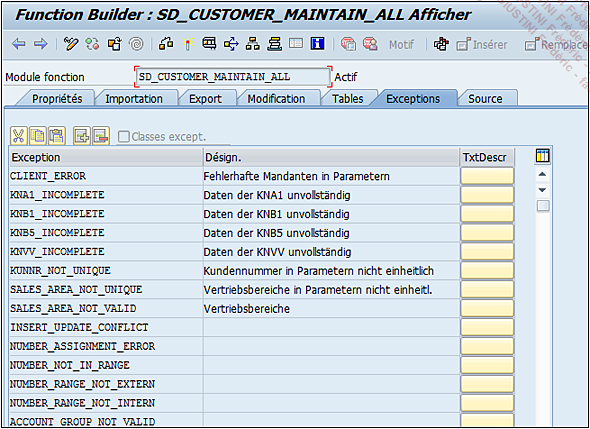 Function Builder : SD_CUSTOMER_MAINTAIN_ALL Afficher
Motif Insérer Remplace
Module fonction SD_CUSTOMER_MAINTAIN_ALL Actif
Propriétés Importation Export Modification Tables Exceptions Source
Classes except.
Exception Désign. TxtDescr
CLIENT_ERROR Fehlerhafte Mandanten in Parametern
KNA1_INCOMPLETE Daten der KNA1 unvollständig
KNB1_INCOMPLETE Daten der KNB1 unvollständig
KNB5_INCOMPLETE Daten der KNB5 unvollständig
KNVV_INCOMPLETE Daten der KNVV unvollständig
KUNNR_NOT_UNIQUE Kundennummer in Parametern nicht einheitlich
SALES_AREA_NOT_UNIQUE Vertriebsbereiche in Parametern nicht einheitl.
SALES_AREA_NOT_VALID Vertriebsbereiche
INSERT_UPDATE_CONFLICT
NUMBER_ASSIGNMENT_ERROR
NUMBER_NOT_IN_RANGE
NUMBER_RANGE_NOT_EXTERN
NUMBER_RANGE_NOT_INTERN
ACCOUNT_GROUP_NOT_VALID